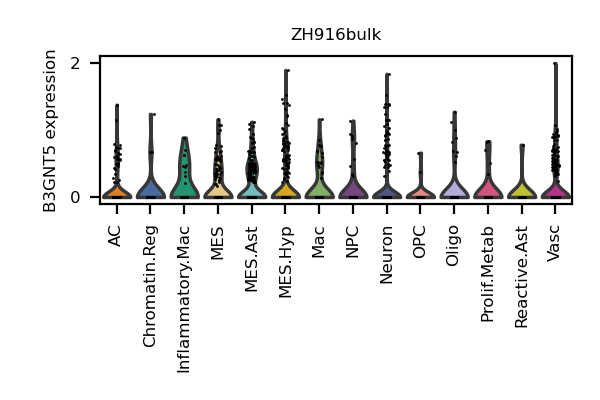 ZH916bulk
B3GNT5 expression
2
0
AC
Chromatin.Reg
Inflammatory.Mac
MES
MES.Ast
MES.Hyp
Mac
NPC
Neuron
OPC
Oligo
Prolif.Metab
Reactive.Ast
Vasc